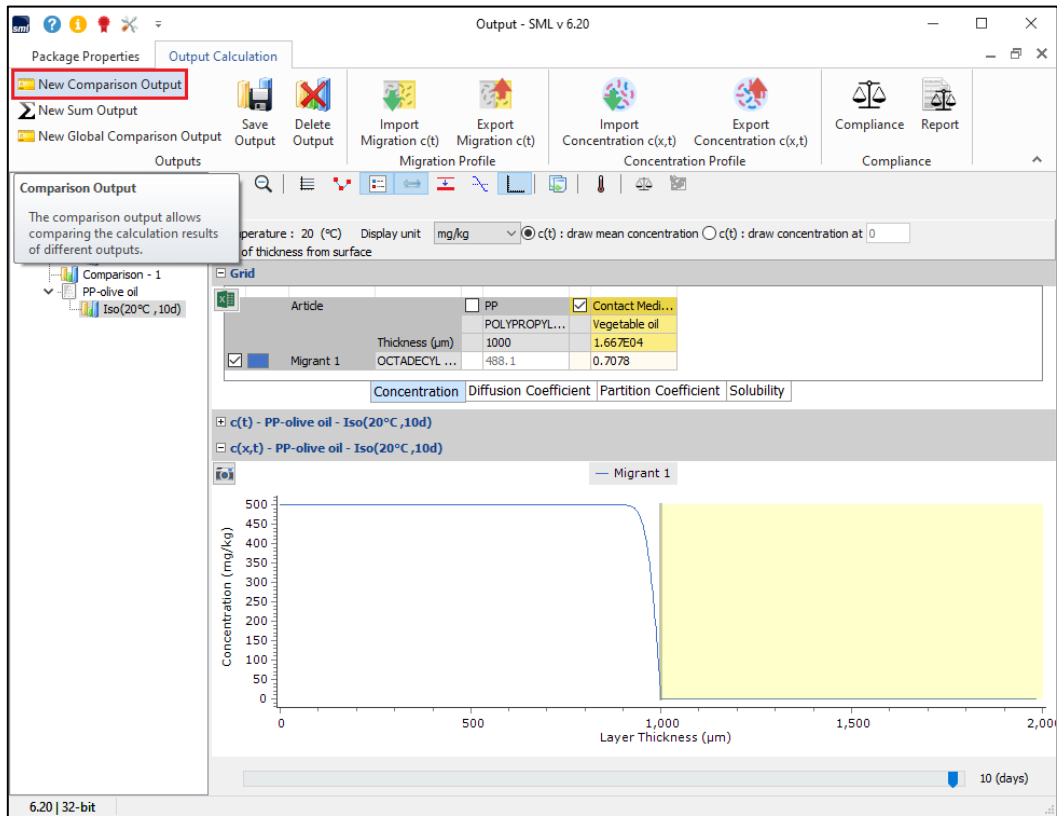 sml
Output - SML v 6.20
Package Properties
Output Calculation
New Comparison Output
New Sum Output
New Global Comparison Output
Outputs
Save Output
Delete Output
Import Migration c(t)
Export Migration c(t)
Migration Profile
Import Concentration c(x,t)
Export Concentration c(x,t)
Concentration Profile
Compliance
Report
Compliance
Comparison Output
The comparison output allows
comparing the calculation results
of different outputs.
perature : 20 (°C) Display unit mg/kg c(t) : draw mean concentration c(t) : draw concentration at 0
of thickness from surface
Comparison - 1
PP-olive oil
Iso(20°C ,10d)
Grid
Article PP Contact Medi...
POLYPROPYL... Vegetable oil
Thickness (µm) 1000 1.667E04
Migrant 1 OCTADECYL ... 488.1 0.7078
Concentration Diffusion Coefficient Partition Coefficient Solubility
c(t) - PP-olive oil - Iso(20°C ,10d)
c(x,t) - PP-olive oil - Iso(20°C ,10d)
Migrant 1
Concentration (mg/kg)
500
450
400
350
300
250
200
150
100
50
0
0 500 1,000 1,500 2,00
Layer Thickness (µm)
10 (days)
6.20 | 32-bit